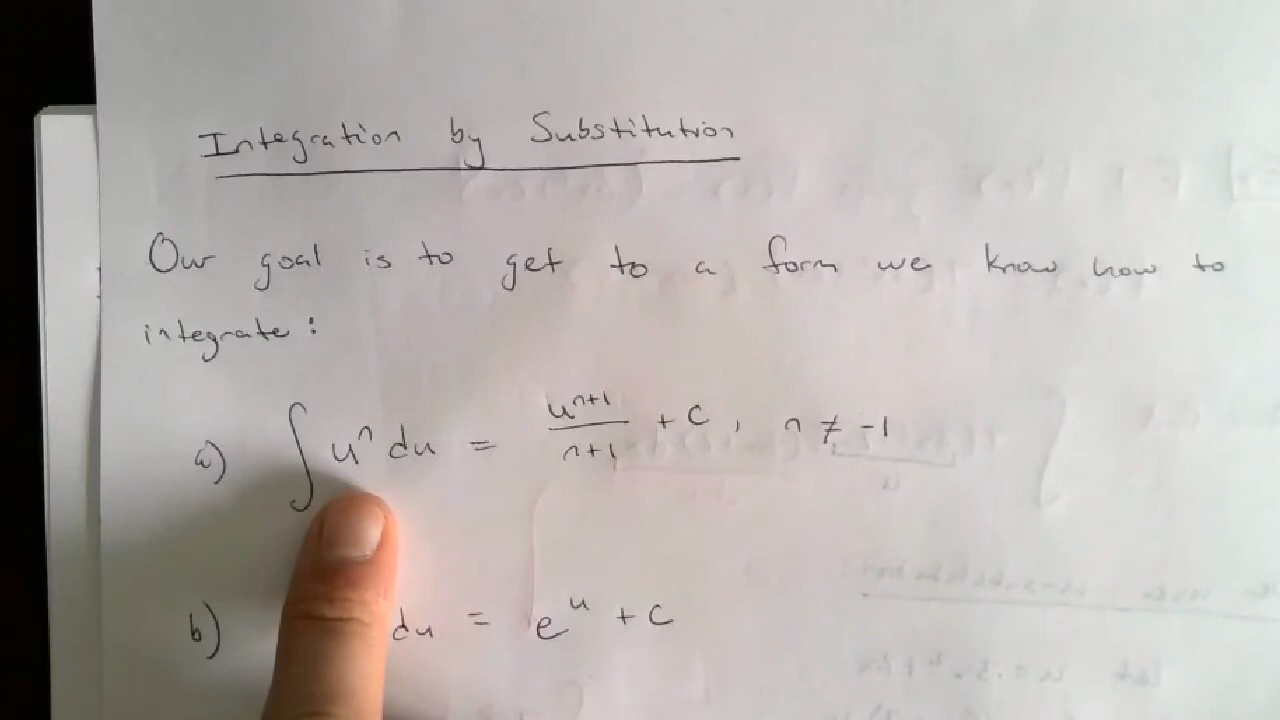 Integration by Substitution
Our goal is to get to a form we know how to
integrate:
a) ∫ uⁿ du = uⁿ⁺¹/n+1 + C, n ≠ -1
b) du = eᵘ + C